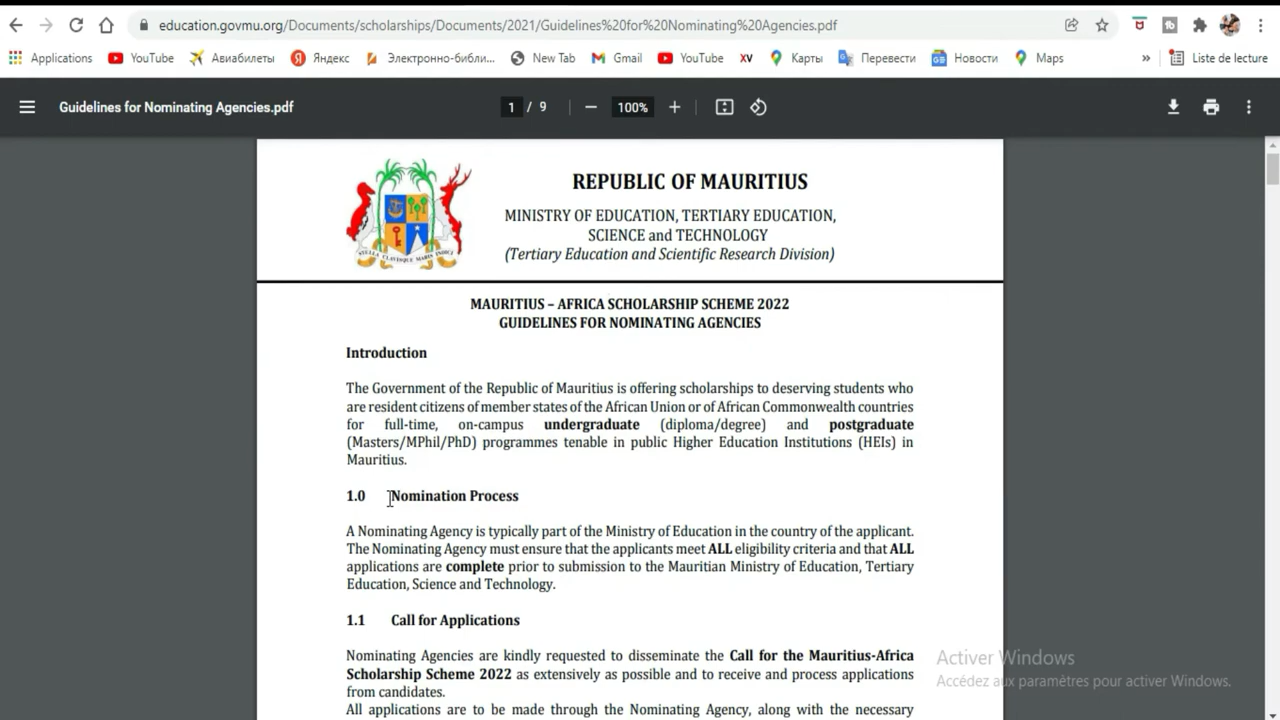 education.govmu.org/Documents/scholarships/Documents/2021/Guidelines%20for%20Nominating%20Agencies.pdf
Applications YouTube Авиабилеты Яндекс Электронно-библи... New Tab Gmail YouTube XV Карты Перевести Новости Maps » Liste de lecture
Guidelines for Nominating Agencies.pdf 1 / 9 100%
REPUBLIC OF MAURITIUS
MINISTRY OF EDUCATION, TERTIARY EDUCATION,
SCIENCE and TECHNOLOGY
(Tertiary Education and Scientific Research Division)
STELLA CLAVISQUE MARIS INDICI
MAURITIUS – AFRICA SCHOLARSHIP SCHEME 2022
GUIDELINES FOR NOMINATING AGENCIES
Introduction
The Government of the Republic of Mauritius is offering scholarships to deserving students who
are resident citizens of member states of the African Union or of African Commonwealth countries
for full-time, on-campus undergraduate (diploma/degree) and postgraduate
(Masters/MPhil/PhD) programmes tenable in public Higher Education Institutions (HEIs) in
Mauritius.
1.0 Nomination Process
A Nominating Agency is typically part of the Ministry of Education in the country of the applicant.
The Nominating Agency must ensure that the applicants meet ALL eligibility criteria and that ALL
applications are complete prior to submission to the Mauritian Ministry of Education, Tertiary
Education, Science and Technology.
1.1 Call for Applications
Nominating Agencies are kindly requested to disseminate the Call for the Mauritius-Africa
Scholarship Scheme 2022 as extensively as possible and to receive and process applications
from candidates.
All applications are to be made through the Nominating Agency, along with the necessary
Activer Windows
Accédez aux paramètres pour activer Windows.